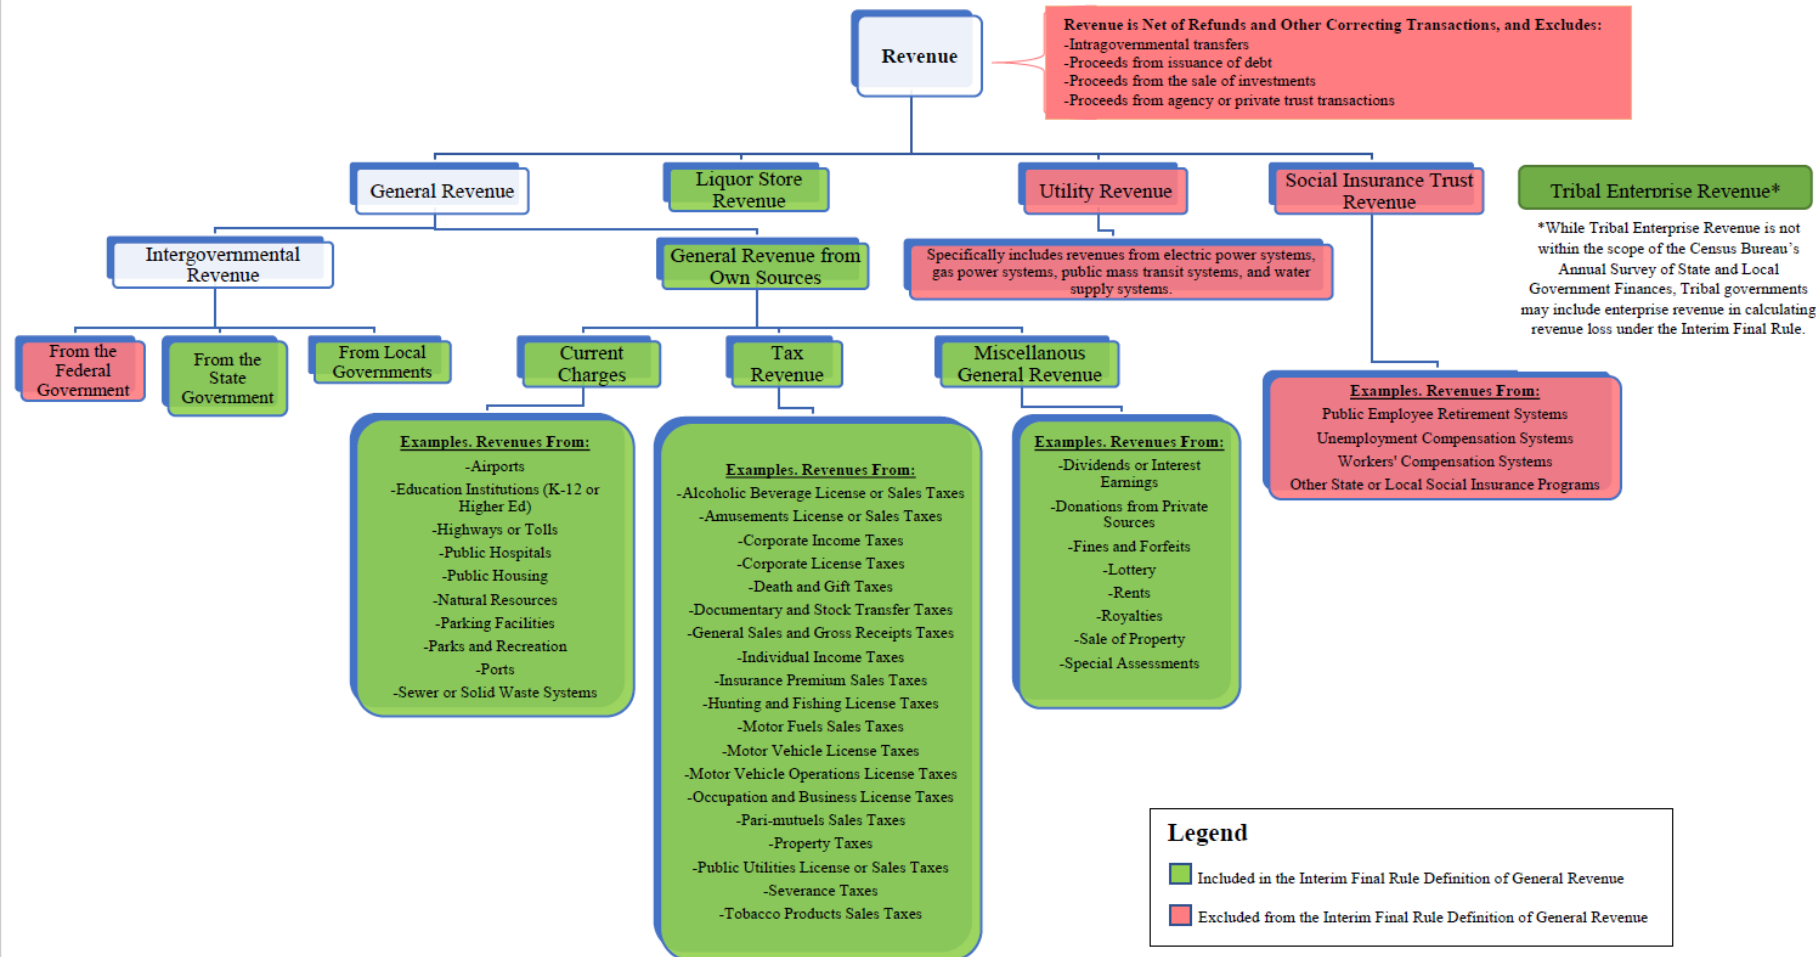 Revenue
Revenue is Net of Refunds and Other Correcting Transactions, and Excludes:
-Intragovernmental transfers
-Proceeds from issuance of debt
-Proceeds from the sale of investments
-Proceeds from agency or private trust transactions
General Revenue
Liquor Store
Revenue
Utility Revenue
Social Insurance Trust
Revenue
Tribal Enterprise Revenue*
*While Tribal Enterprise Revenue is not
within the scope of the Census Bureau's
Annual Survey of State and Local
Government Finances, Tribal governments
may include enterprise revenue in calculating
revenue loss under the Interim Final Rule.
Intergovernmental
Revenue
General Revenue from
Own Sources
Specifically includes revenues from electric power systems,
gas power systems, public mass transit systems, and water
supply systems.
From the
Federal
Government
From the
State
Government
From Local
Governments
Current
Charges
Tax
Revenue
Miscellanous
General Revenue
Examples. Revenues From:
-Airports
-Education Institutions (K-12 or
Higher Ed)
-Highways or Tolls
-Public Hospitals
-Public Housing
-Natural Resources
-Parking Facilities
-Parks and Recreation
-Ports
-Sewer or Solid Waste Systems
Examples. Revenues From:
-Alcoholic Beverage License or Sales Taxes
-Amusements License or Sales Taxes
-Corporate Income Taxes
-Corporate License Taxes
-Death and Gift Taxes
-Documentary and Stock Transfer Taxes
-General Sales and Gross Receipts Taxes
-Individual Income Taxes
-Insurance Premium Sales Taxes
-Hunting and Fishing License Taxes
-Motor Fuels Sales Taxes
-Motor Vehicle License Taxes
-Motor Vehicle Operations License Taxes
-Occupation and Business License Taxes
-Pari-mutuels Sales Taxes
-Property Taxes
-Public Utilities License or Sales Taxes
-Severance Taxes
-Tobacco Products Sales Taxes
Examples. Revenues From:
-Dividends or Interest
Earnings
-Donations from Private
Sources
-Fines and Forfeits
-Lottery
-Rents
-Royalties
-Sale of Property
-Special Assessments
Examples. Revenues From:
Public Employee Retirement Systems
Unemployment Compensation Systems
Workers' Compensation Systems
Other State or Local Social Insurance Programs
Legend
Included in the Interim Final Rule Definition of General Revenue
Excluded from the Interim Final Rule Definition of General Revenue